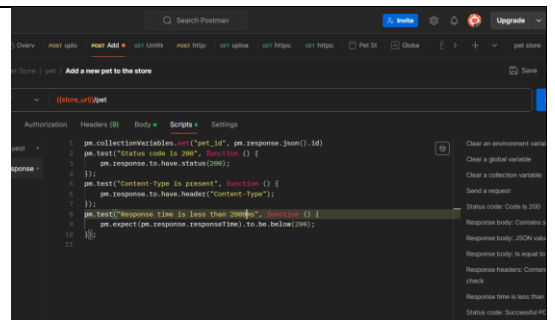 Search Postman
Invite
Upgrade
Overv
POST uplo
POST Add
GET Untitl
POST http:
GET uploa
GET https:
GET https:
Pet St
Globa
pet store
et Store / pet / Add a new pet to the store
Save
{{store_url}}/pet
Authorization
Headers (9)
Body
Scripts
Settings
uest
sponse
1 pm.collectionVariables.set("pet_id", pm.response.json().id)
2 pm.test("Status code is 200", function () {
3 pm.response.to.have.status(200);
4 });
5 pm.test("Content-Type is present", function () {
6 pm.response.to.have.header("Content-Type");
7 });
8 pm.test("Response time is less than 2000ms", function () {
9 pm.expect(pm.response.responseTime).to.be.below(200);
10 });
11
Clear an environment varial
Clear a global variable
Clear a collection variable
Send a request
Status code: Code is 200
Response body: Contains s
Response body: JSON valu
Response body: Is equal to
Response headers: Content
check
Response time is less than
Status code: Successful PO